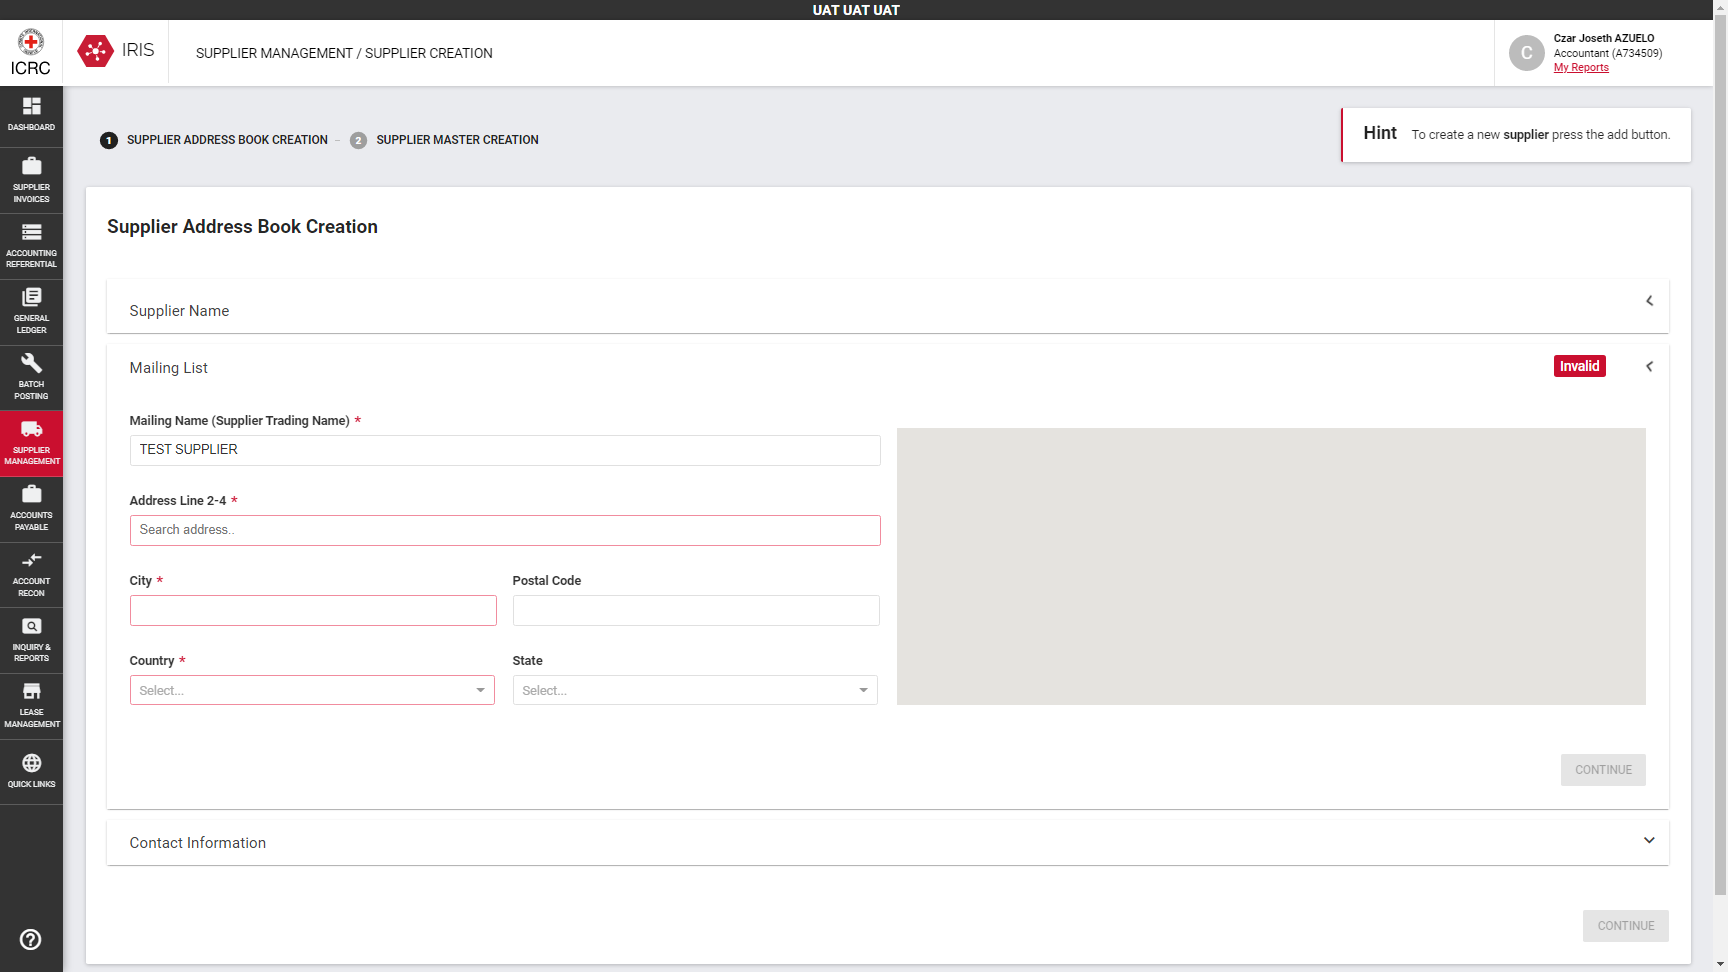 UAT UAT UAT
ICRC
IRIS
SUPPLIER MANAGEMENT / SUPPLIER CREATION
C
Czar Joseth AZUELO
Accountant (A734509)
My Reports
DASHBOARD
SUPPLIER
INVOICES
ACCOUNTING
REFERENTIAL
GENERAL
LEDGER
BATCH
POSTING
SUPPLIER
MANAGEMENT
ACCOUNTS
PAYABLE
ACCOUNT
RECON
INQUIRY &
REPORTS
LEASE
MANAGEMENT
QUICK LINKS
1 SUPPLIER ADDRESS BOOK CREATION – 2 SUPPLIER MASTER CREATION
Hint To create a new supplier press the add button.
Supplier Address Book Creation
Supplier Name
Mailing List
Invalid
Mailing Name (Supplier Trading Name) *
TEST SUPPLIER
Address Line 2-4 *
Search address..
City *
Postal Code
Country *
State
Select...
Select...
CONTINUE
Contact Information
CONTINUE